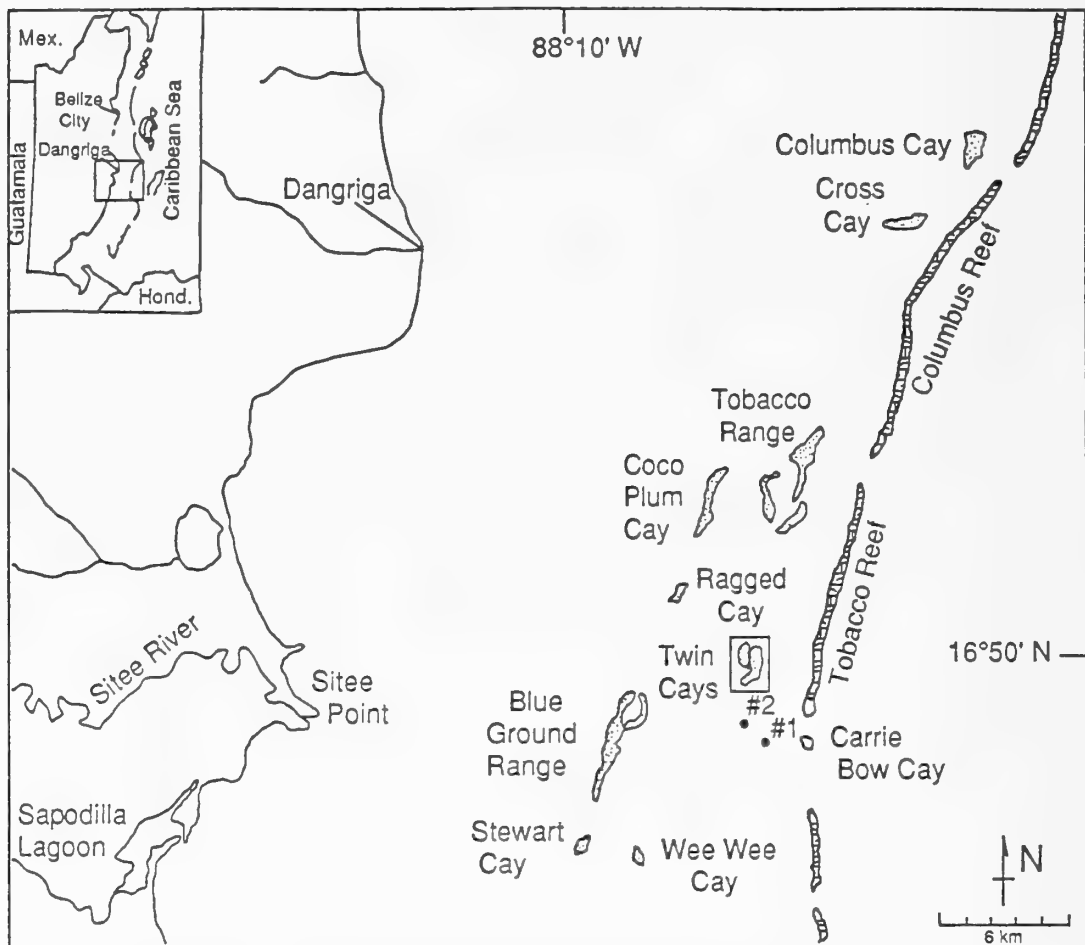 Mex.
Belize
City
Dangriga
Guatamala
Caribbean Sea
Hond.
88°10' W
Dangriga
Columbus Cay
Cross
Cay
Columbus Reef
Tobacco
Range
Coco
Plum
Cay
Tobacco Reef
Ragged
Cay
16°50' N
Twin
Cays
#2
#1
Carrie
Bow Cay
Sitee River
Sitee
Point
Blue
Ground
Range
Sapodilla
Lagoon
Stewart
Cay
Wee Wee
Cay
N
6 km